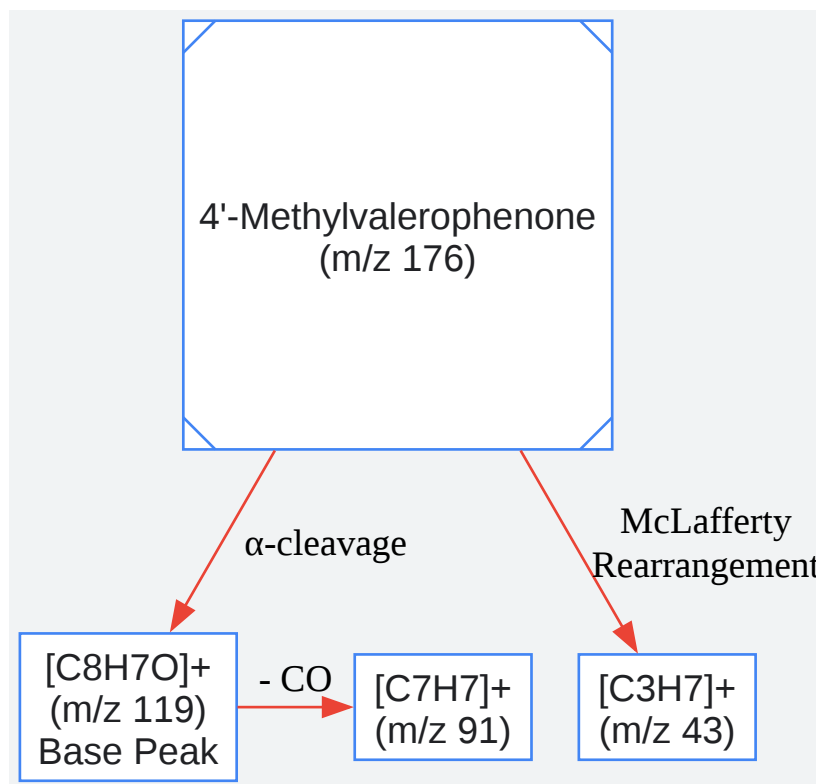 4'-Methylvalerophenone
(m/z 176)
α-cleavage
McLafferty
Rearrangement
[C8H7O]+
(m/z 119)
Base Peak
- CO
[C7H7]+
(m/z 91)
[C3H7]+
(m/z 43)